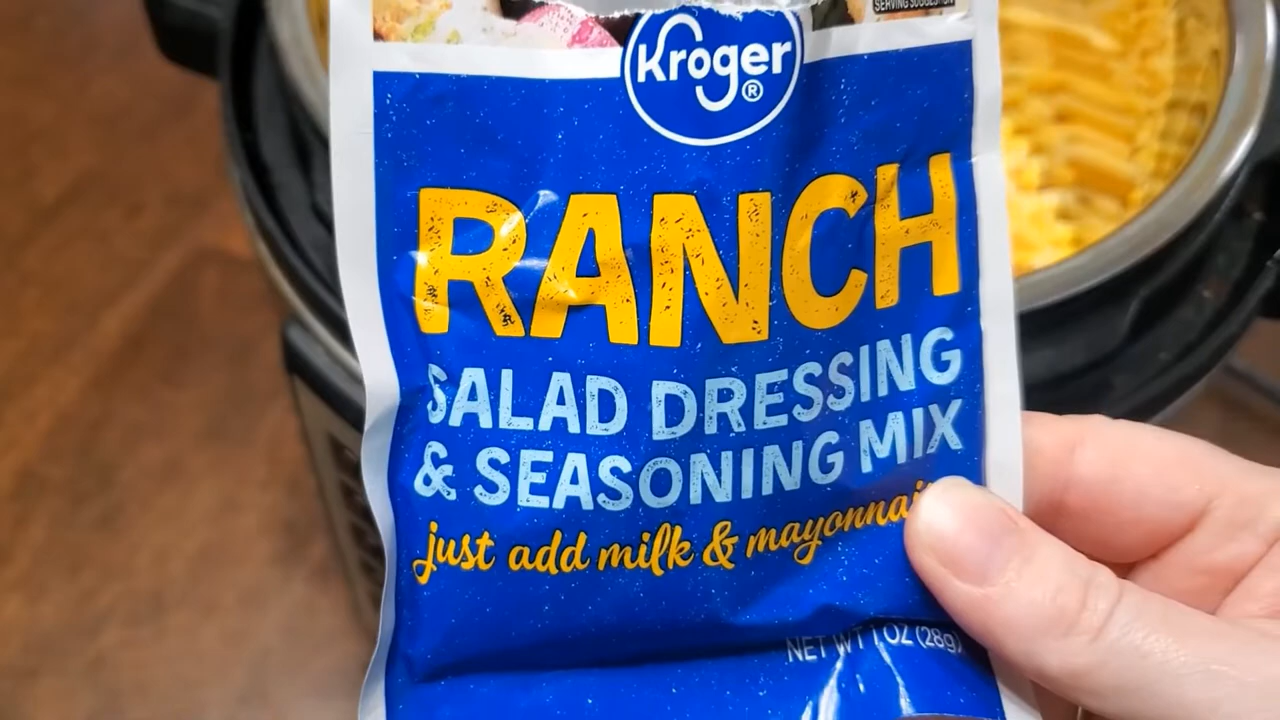 SERVING SUGGESTION
Kroger®
RANCH
SALAD DRESSING
& SEASONING MIX
just add milk & mayonnai
NET WT 1 OZ (28g)